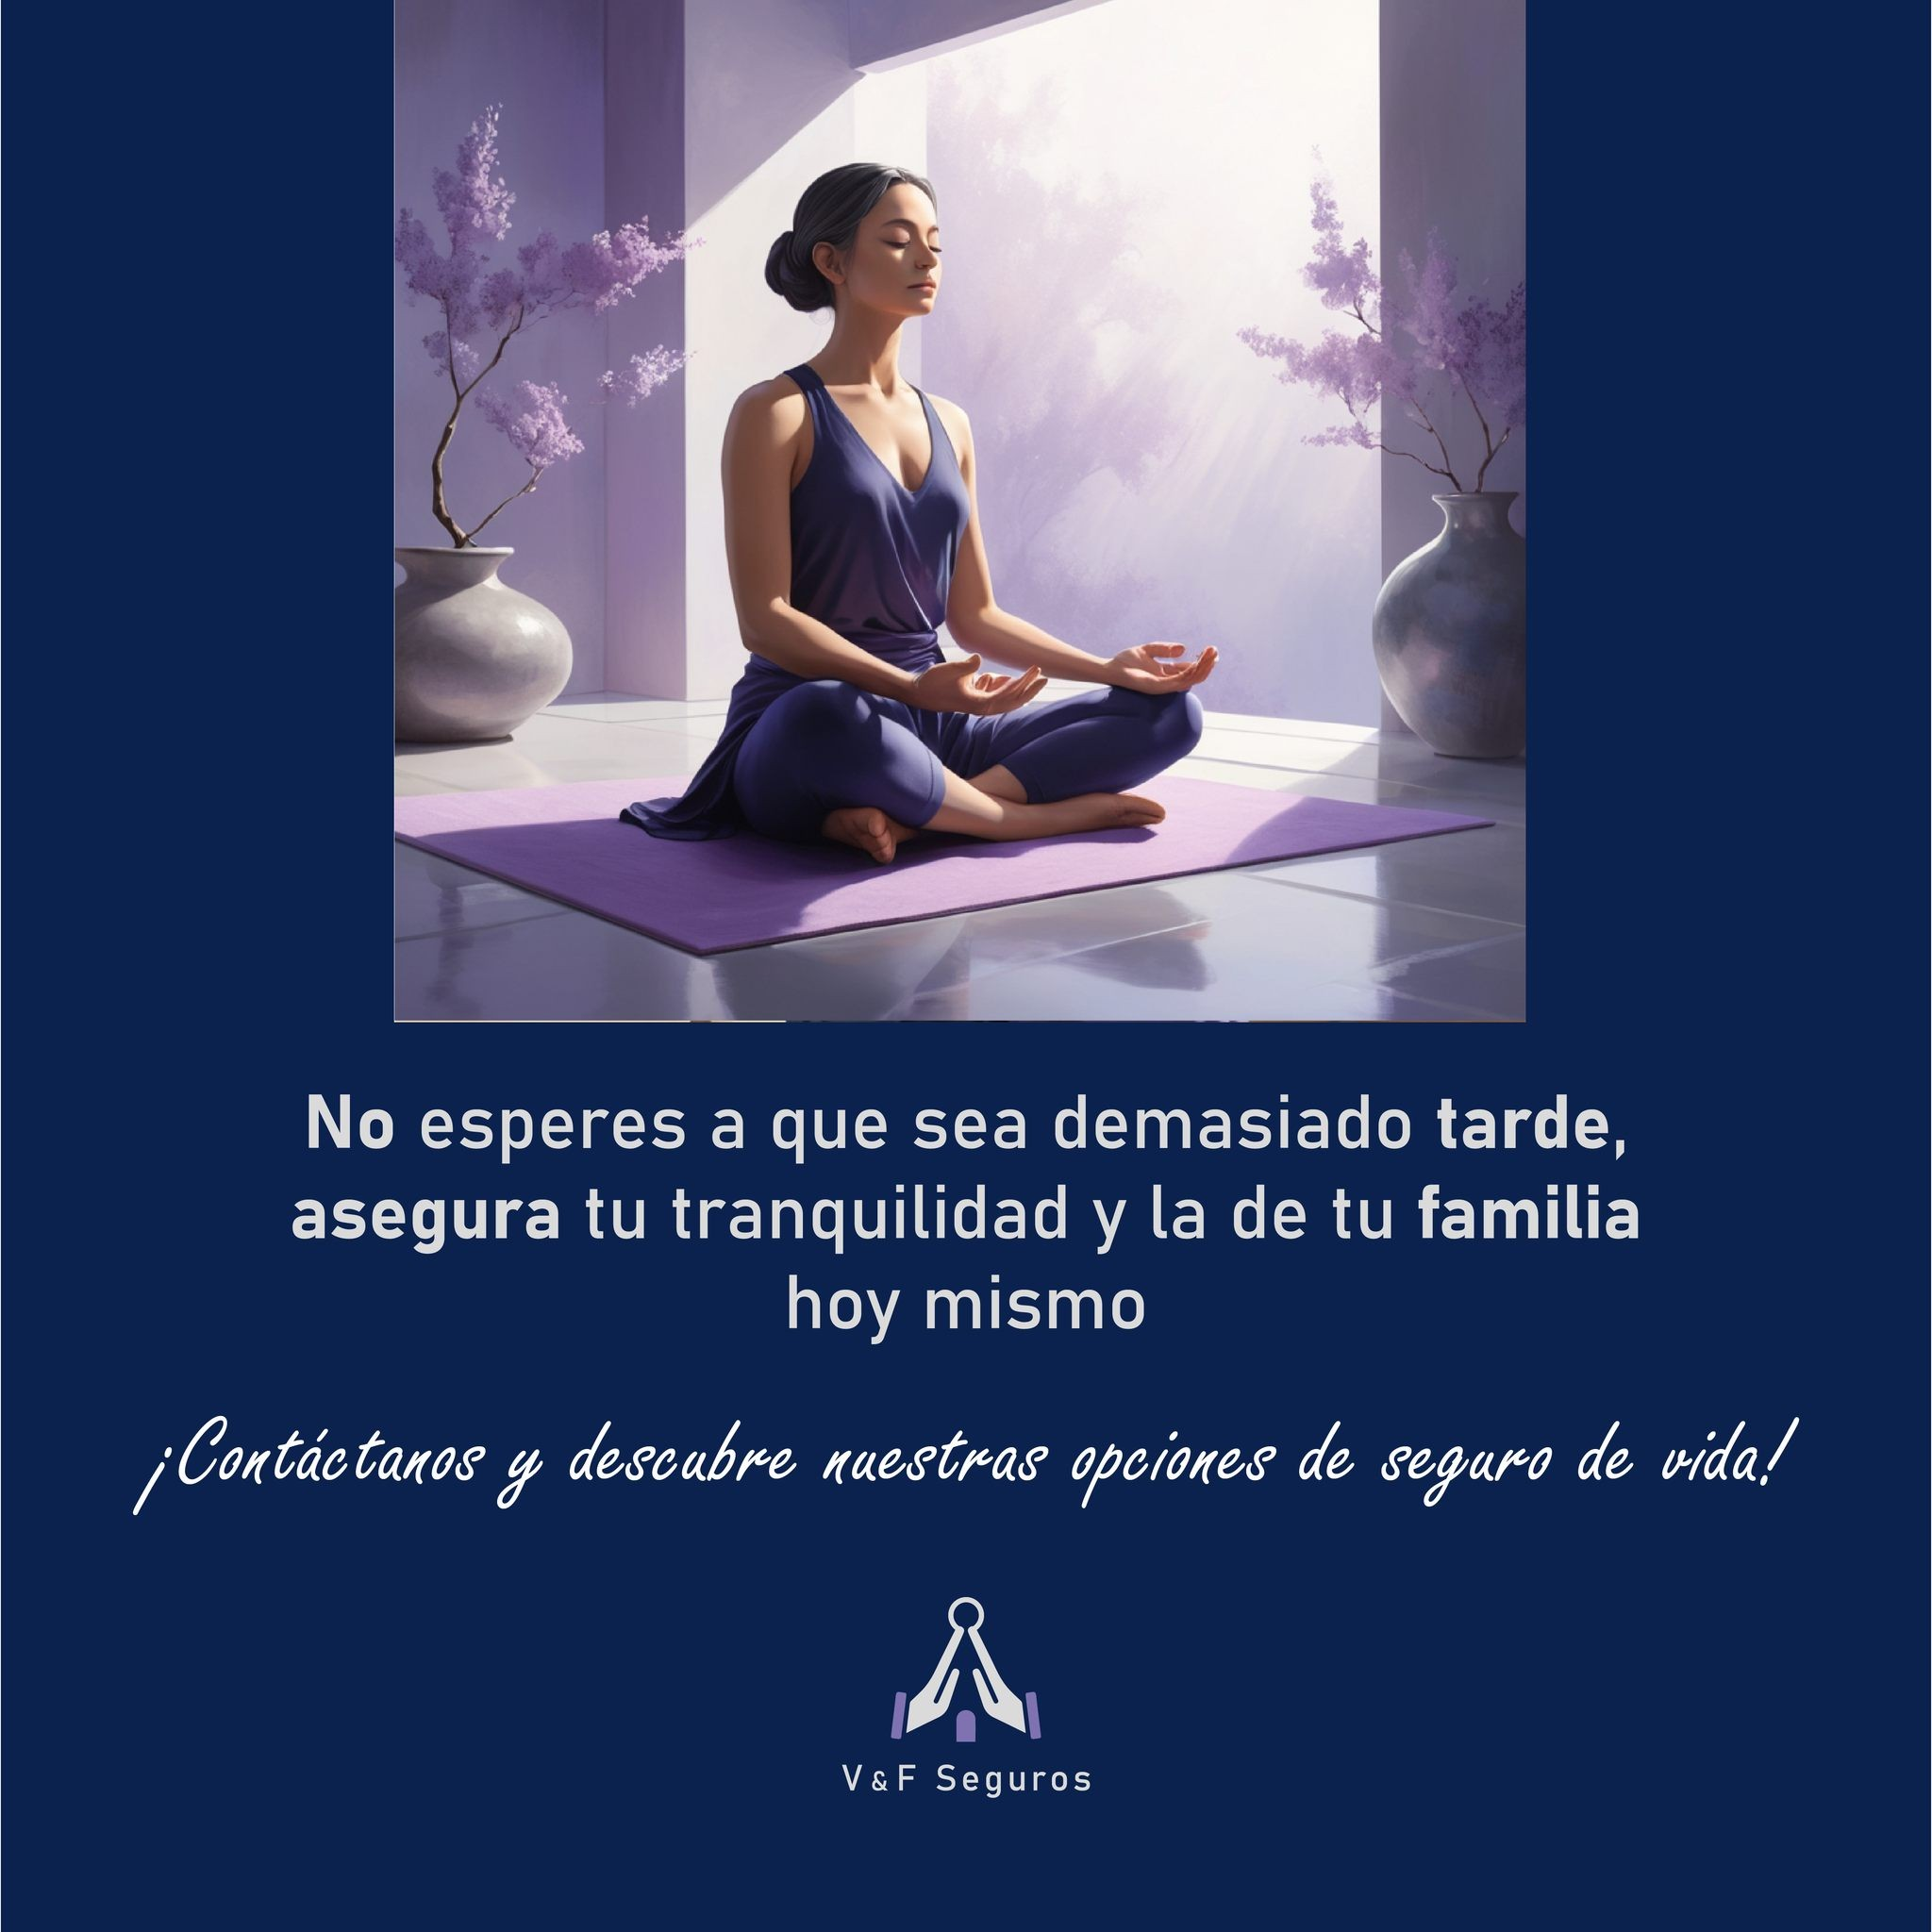 No esperes a que sea demasiado tarde,
asegura tu tranquilidad y la de tu familia
hoy mismo
¡Contáctanos y descubre nuestras opciones de seguro de vida!
V&F Seguros